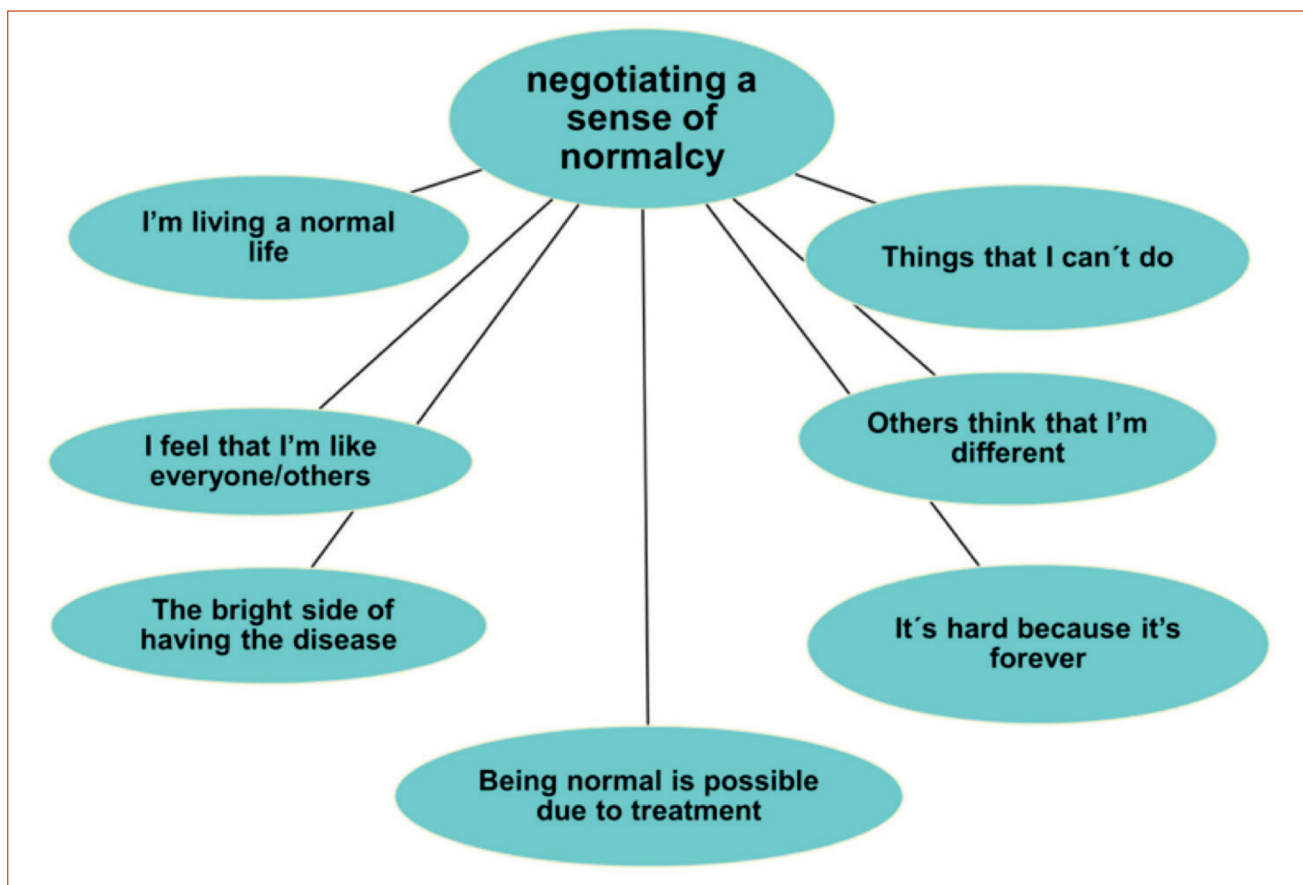 negotiating a
sense of
normalcy
I'm living a normal
life
Things that I can´t do
I feel that I'm like
everyone/others
Others think that I'm
different
The bright side of
having the disease
It´s hard because it's
forever
Being normal is possible
due to treatment